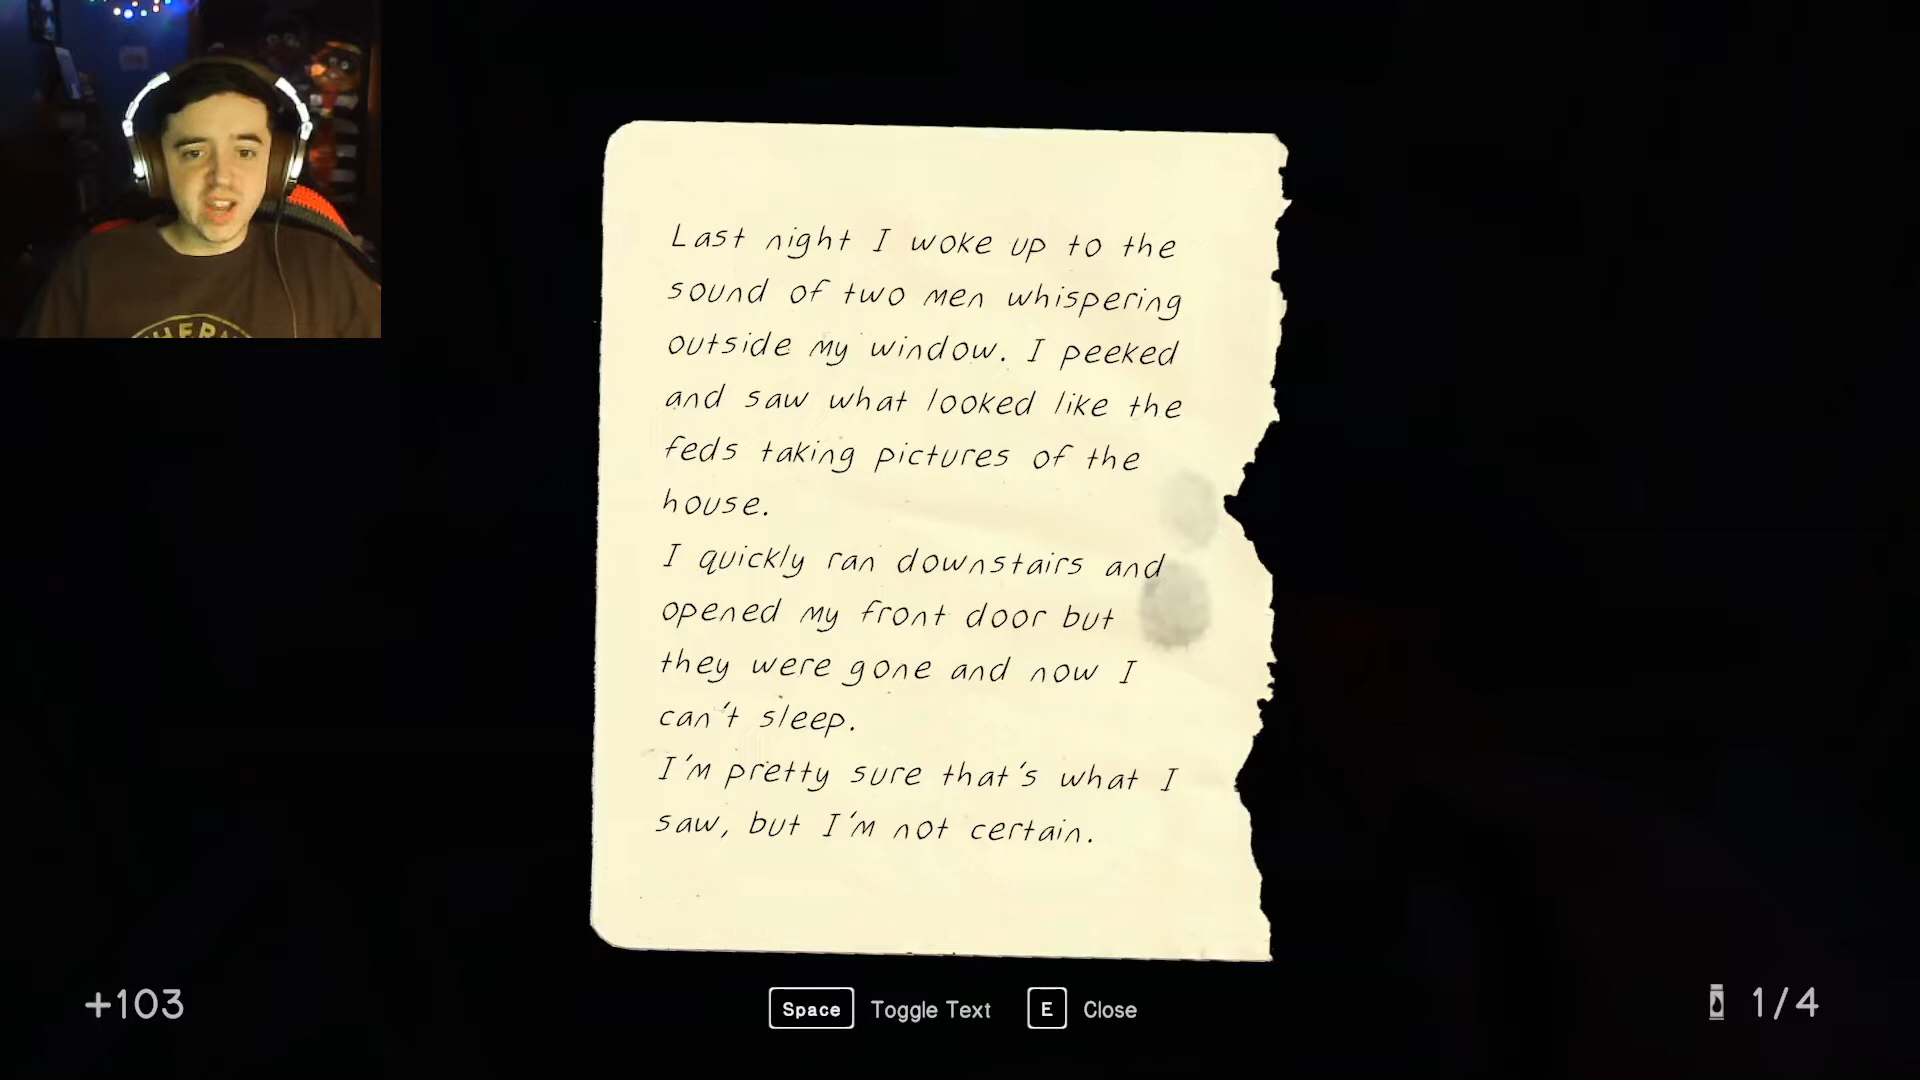 Last night I woke up to the
sound of two men whispering
outside my window. I peeked
and saw what looked like the
feds taking pictures of the
house.
I quickly ran downstairs and
opened my front door but
they were gone and now I
can't sleep.
I'm pretty sure that's what I
saw, but I'm not certain.
+103
Space Toggle Text E Close
1/4